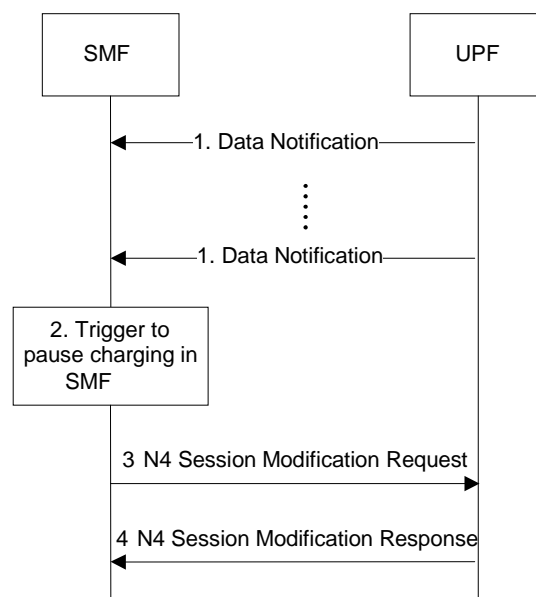 SMF
UPF
1. Data Notification
1. Data Notification
2. Trigger to
pause charging in
SMF
3 N4 Session Modification Request
4 N4 Session Modification Response